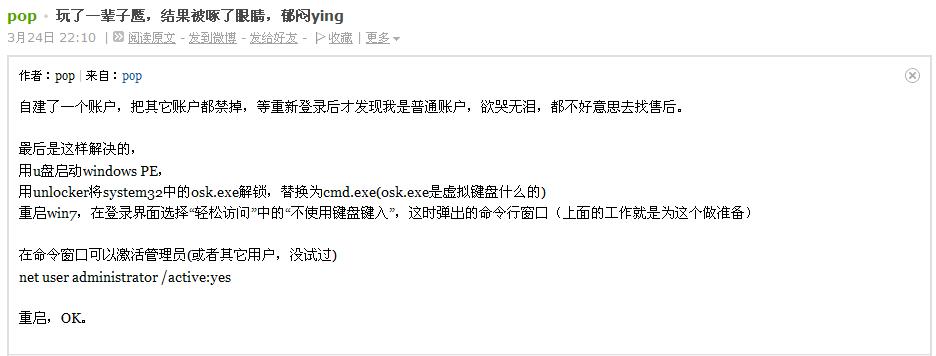 pop 玩了一辈子鹰，结果被啄了眼睛，郁闷ying
3月24日 22:10 | 阅读原文 - 发到微博 - 发给好友 - 收藏 | 更多
作者：pop | 来自：pop
自建了一个账户，把其它账户都禁掉，等重新登录后才发现我是普通账户，欲哭无泪，都不好意思去找售后。
最后是这样解决的，
用u盘启动windows PE，
用unlocker将system32中的osk.exe解锁，替换为cmd.exe(osk.exe是虚拟键盘什么的)
重启win7，在登录界面选择“轻松访问”中的“不使用键盘键入”，这时弹出的命令行窗口（上面的工作就是为这个做准备）
在命令窗口可以激活管理员(或者其它用户，没试过)
net user administrator /active:yes
重启，OK。